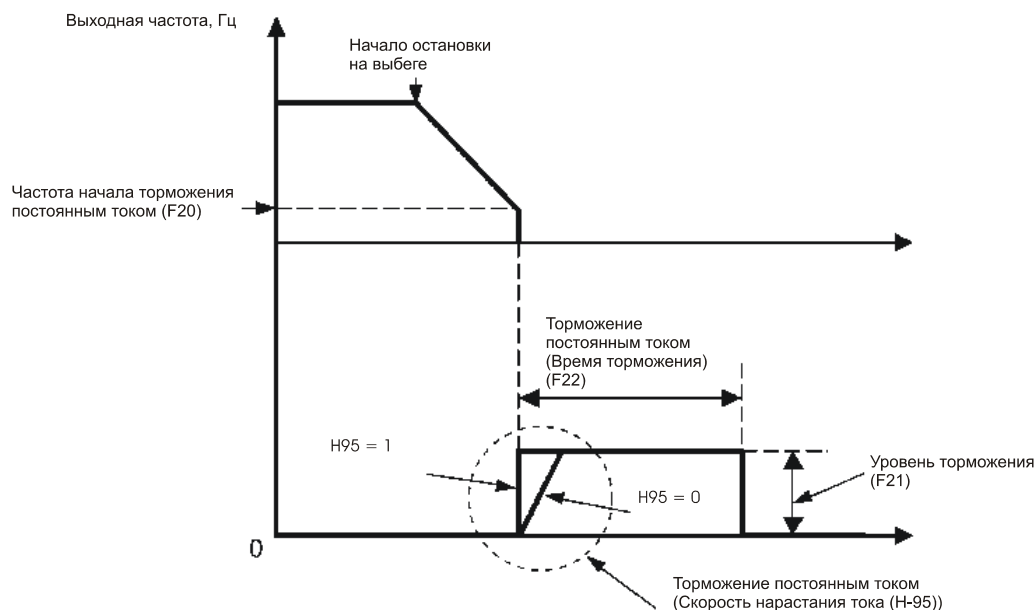 Выходная частота, Гц
Начало остановки
на выбеге
Частота начала торможения
постоянным током (F20)
Торможение
постоянным током
(Время торможения)
(F22)
H95 = 1
Уровень торможения
(F21)
H95 = 0
0
Торможение постоянным током
(Скорость нарастания тока (H-95))